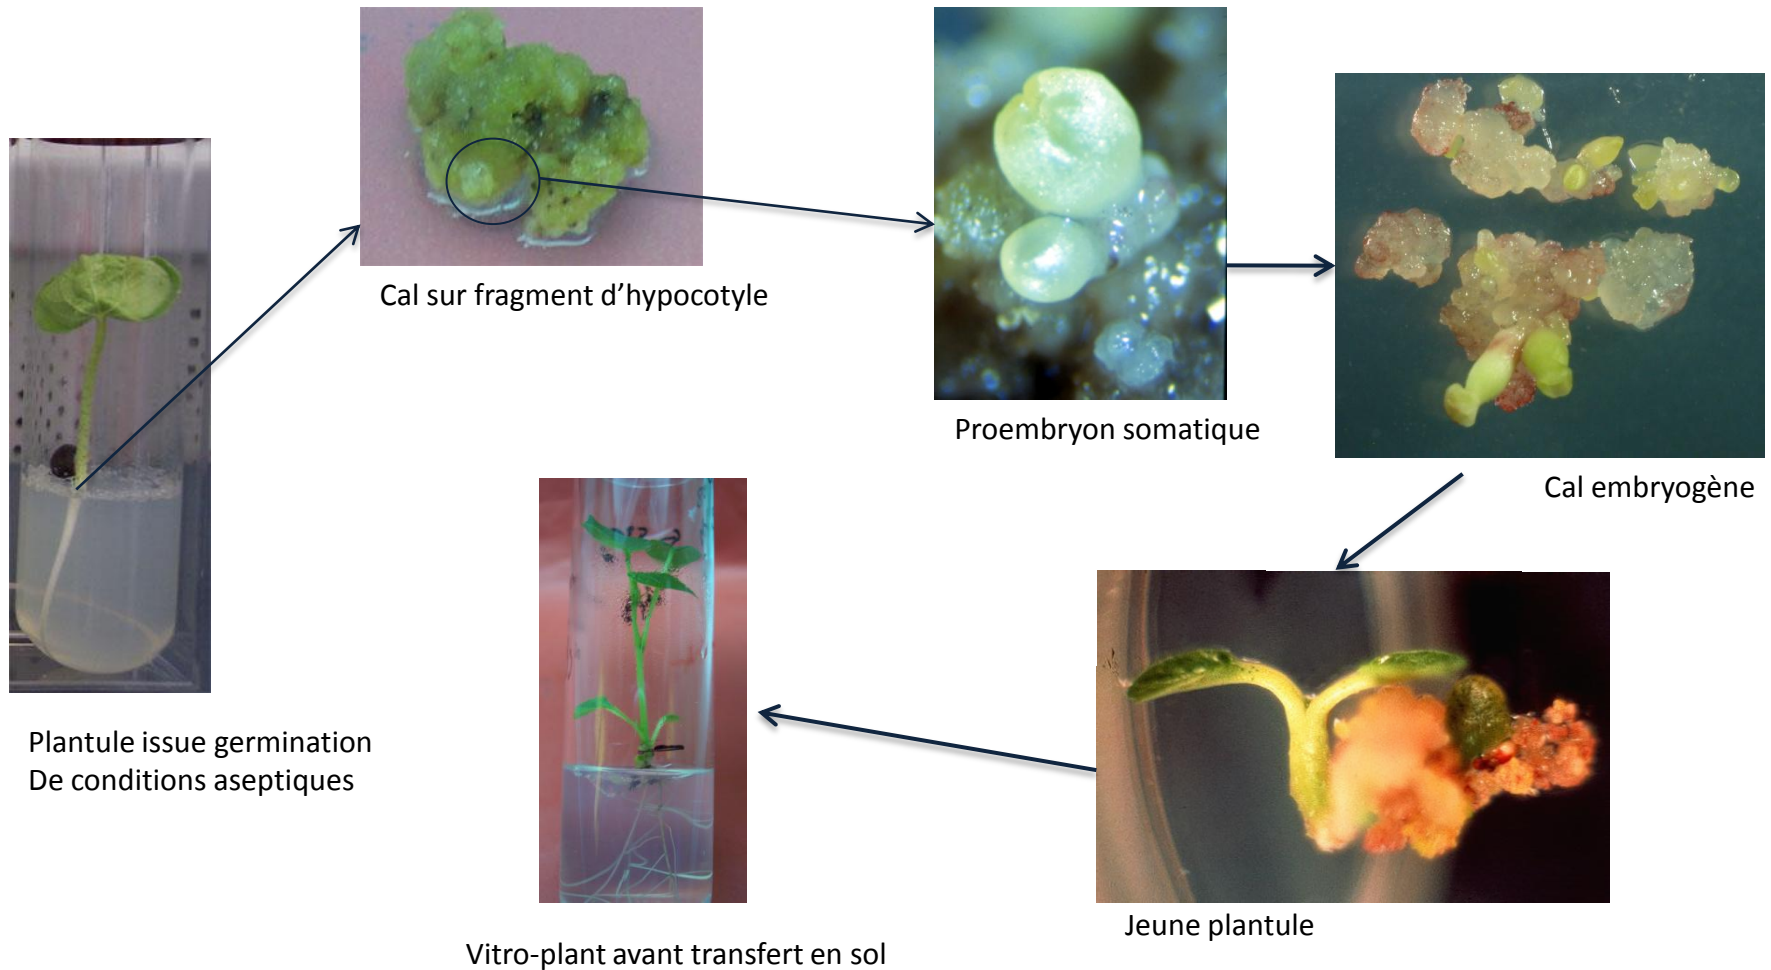 Cal sur fragment d’hypocotyle
Proembryon somatique
Cal embryogène
Plantule issue germination
De conditions aseptiques
Jeune plantule
Vitro-plant avant transfert en sol